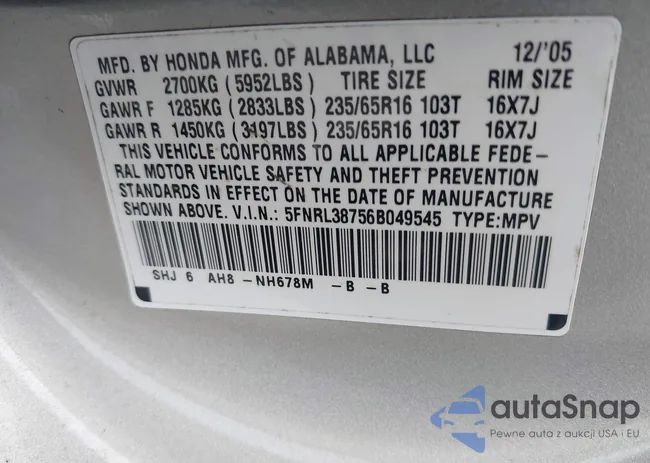 MFD. BY HONDA MFG. OF ALABAMA, LLC 12/'05
GVWR 2700KG (5952LBS) TIRE SIZE RIM SIZE
GAWR F 1285KG (2833LBS) 235/65R16 103T 16X7J
GAWR R 1450KG (3197LBS) 235/65R16 103T 16X7J
THIS VEHICLE CONFORMS TO ALL APPLICABLE FEDE-
RAL MOTOR VEHICLE SAFETY AND THEFT PREVENTION
STANDARDS IN EFFECT ON THE DATE OF MANUFACTURE
SHOWN ABOVE. V.I.N.: 5FNRL38756B049545 TYPE:MPV
SHJ 6 AH8 -NH678M -B -B
autaSnap
Pewne auta z aukcji USA i EU